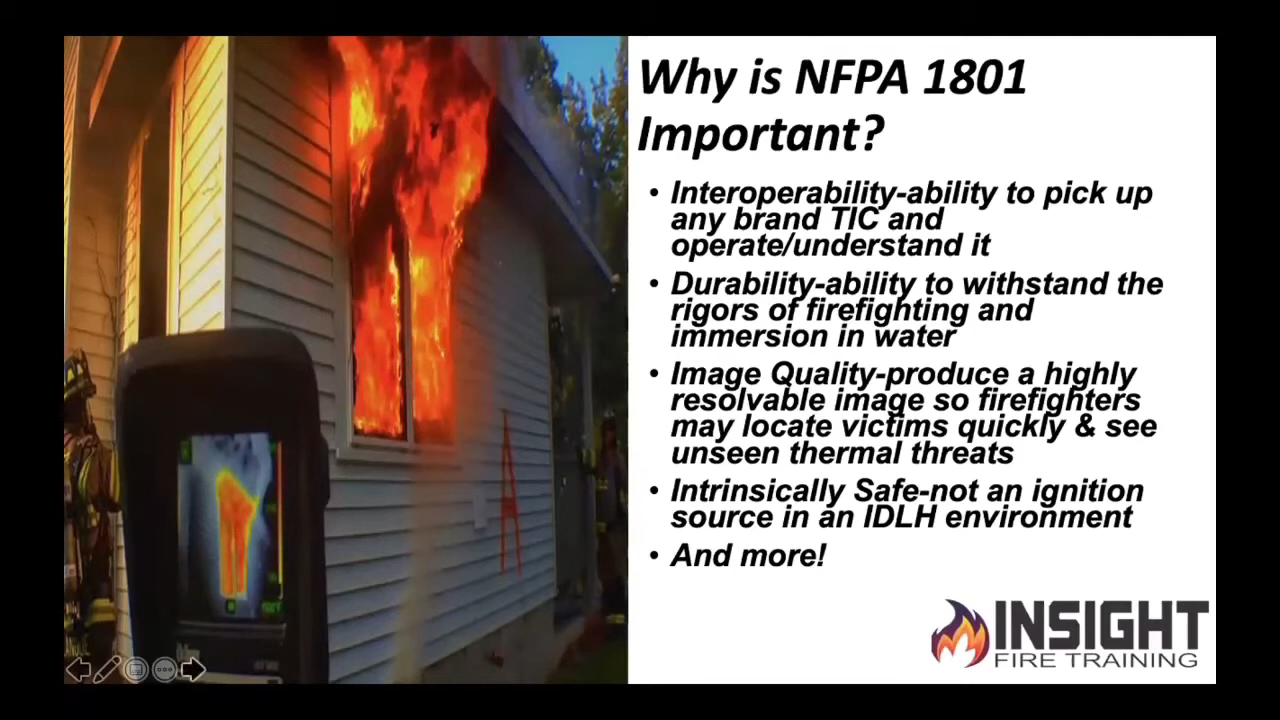 Why is NFPA 1801
Important?
• Interoperability-ability to pick up
any brand TIC and
operate/understand it
• Durability-ability to withstand the
rigors of firefighting and
immersion in water
• Image Quality-produce a highly
resolvable image so firefighters
may locate victims quickly & see
unseen thermal threats
• Intrinsically Safe-not an ignition
source in an IDLH environment
• And more!
A
INSIGHT
FIRE TRAINING